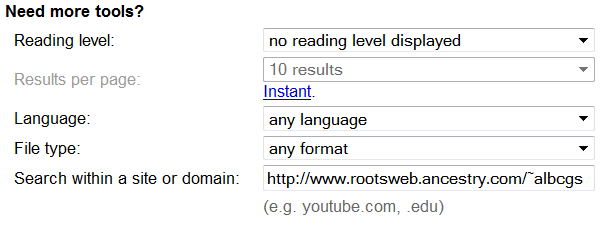 Need more tools?
Reading level: no reading level displayed
Results per page: 10 results
Instant.
Language: any language
File type: any format
Search within a site or domain: http://www.rootsweb.ancestry.com/~albcgs
(e.g. youtube.com, .edu)